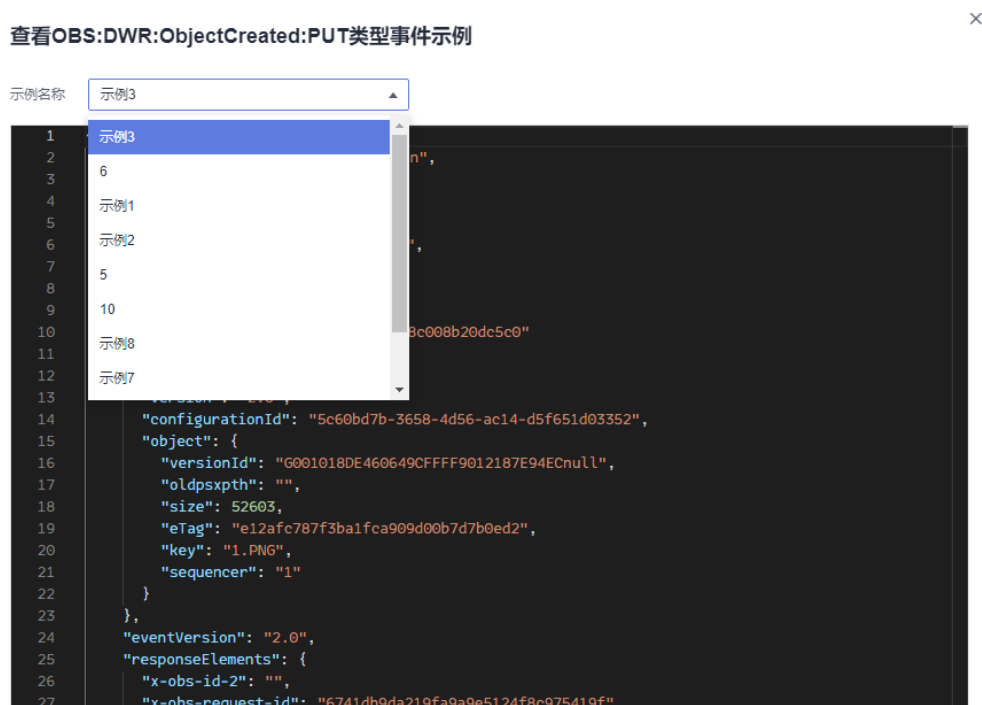 查看OBS:DWR:ObjectCreated:PUT类型事件示例
示例名称 示例3
示例3
6
示例1
示例2
5
10
示例8
示例7
1
2 n",
3
4
5
6 ",
7
8
9
10 8c008b20dc5c0"
11
12
13
14 "configurationId": "5c60bd7b-3658-4d56-ac14-d5f651d03352",
15 "object": {
16 "versionId": "G001018DE460649CFFFF9012187E94ECnull",
17 "oldpsxpth": "",
18 "size": 52603,
19 "eTag": "e12afc787f3ba1fca909d00b7d7b0ed2",
20 "key": "1.PNG",
21 "sequencer": "1"
22 }
23 },
24 "eventVersion": "2.0",
25 "responseElements": {
26 "x-obs-id-2": "",
27 "x-obs-request-id": "6741db9da219fa9a9e5124f8c975419f"